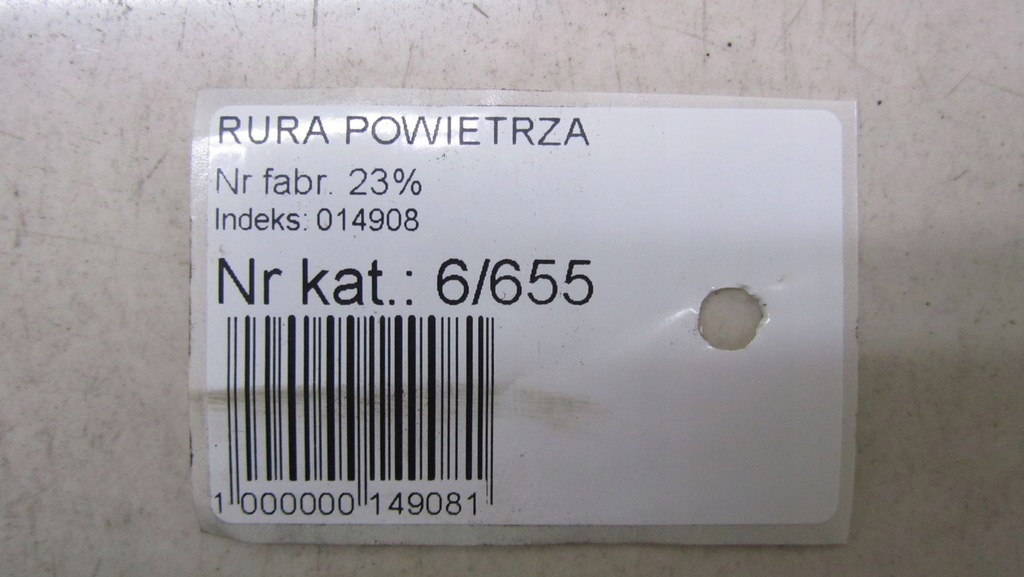 RURA POWIETRZA
Nr fabr. 23%
Indeks: 014908
Nr kat.: 6/655
1 000000 149081